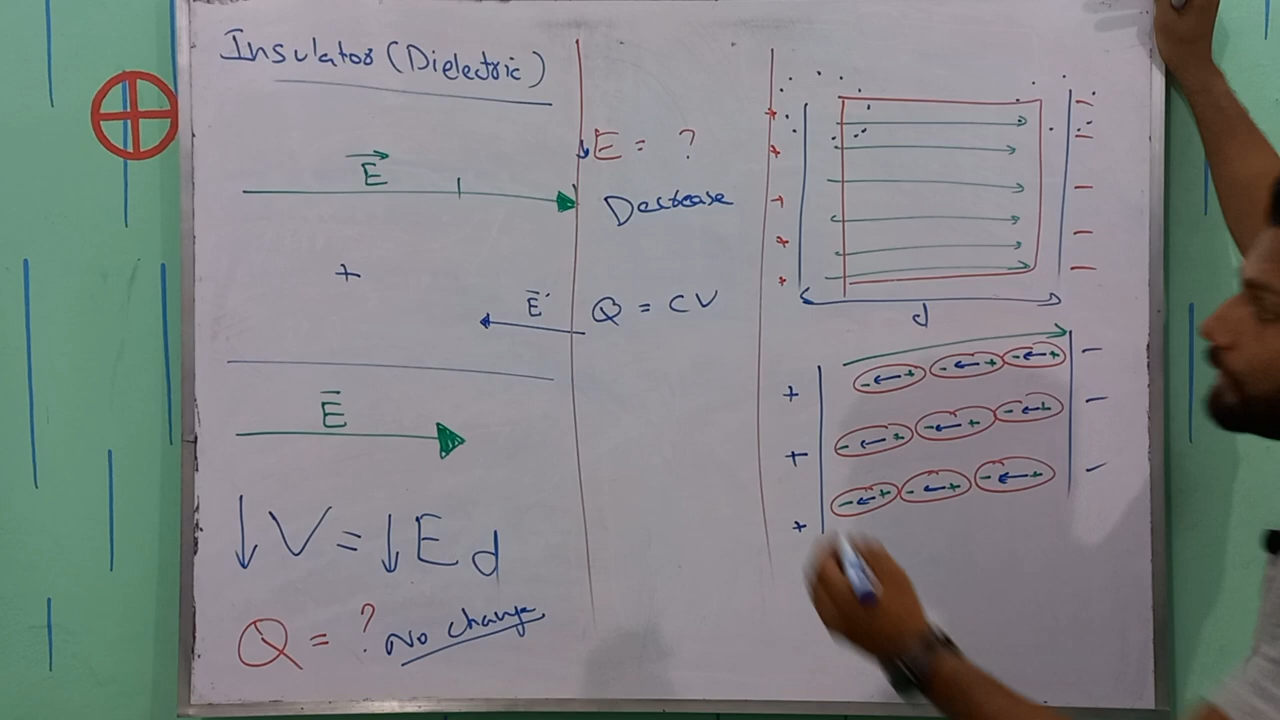 Insulator (Dielectric)
E
+
E'
E
↓V = ↓Ed
Q = ? No change
↓E = ?
Decrease
Q = CV
+ −
+ −
+ −
+ −
+ −
d
- + - + - +
+ −
- + - + - +
+ −
- + - + - +
+ −